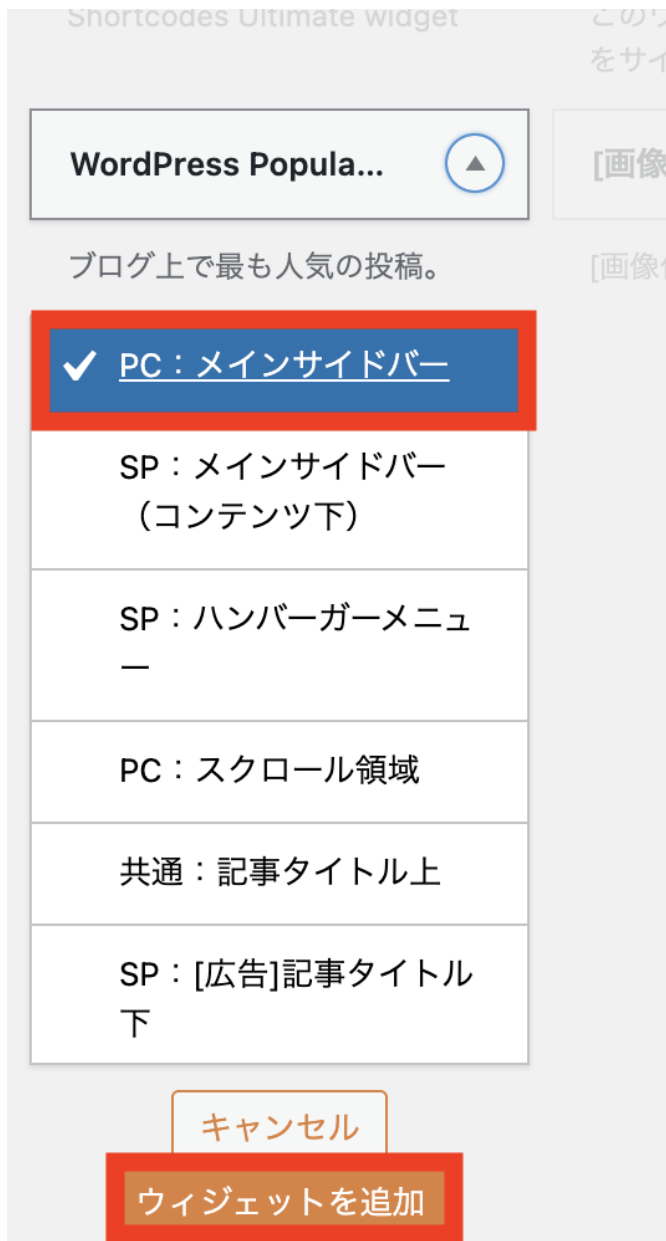 Shortcodes Ultimate widget
をサイ
WordPress Popula...
[画像
ブログ上で最も人気の投稿。
[画像
PC：メインサイドバー
SP：メインサイドバー
（コンテンツ下）
SP：ハンバーガーメニュ
ー
PC：スクロール領域
共通：記事タイトル上
SP：[広告]記事タイトル
下
キャンセル
ウィジェットを追加